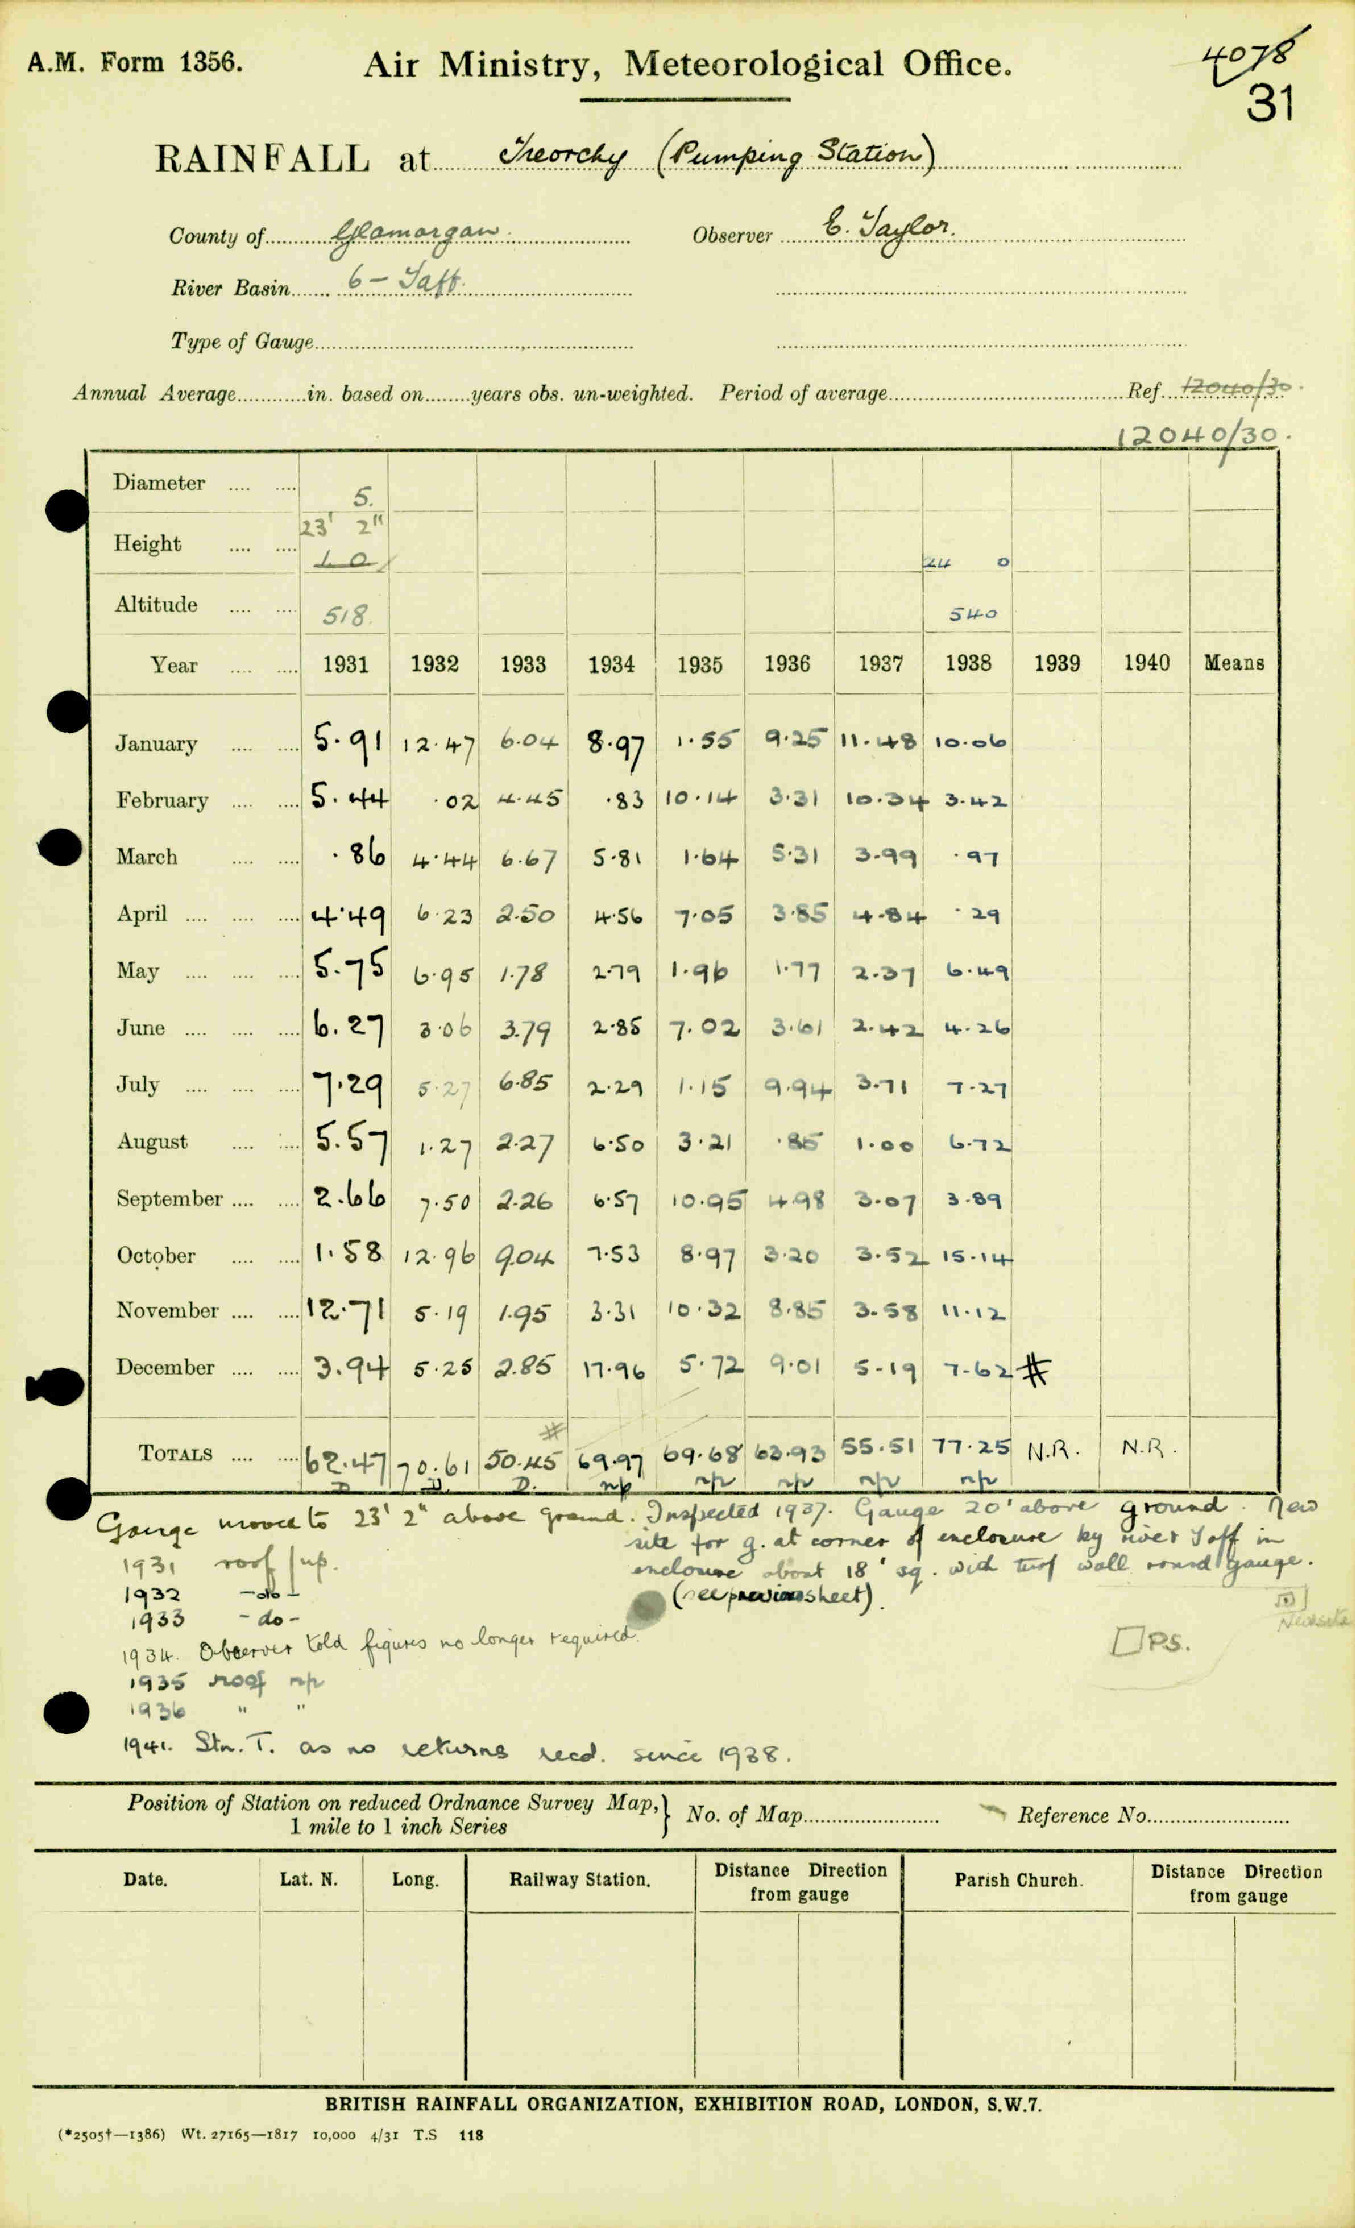 A.M. Form 1356. Air Ministry, Meteorological Office. 4078
31
RAINFALL at Treorchy (Pumping Station)
County of Glamorgan. Observer E. Taylor.
River Basin 6 - Taff.
Type of Gauge
Annual Average in. based on years obs. un-weighted. Period of average Ref. 12040/30.
12040/30.
Diameter 5.
Height 23' 2"
1 0 24 0
Altitude 518 540
Year 1931 1932 1933 1934 1935 1936 1937 1938 1939 1940 Means
January 5.91 12.47 6.04 8.97 1.55 9.25 11.48 10.06
February 5.44 .02 4.45 .83 10.14 3.31 10.34 3.42
March .86 4.44 6.67 5.81 1.64 5.31 3.99 .97
April 4.49 6.23 2.50 4.56 7.05 3.85 4.84 .29
May 5.75 6.95 1.78 2.79 1.96 1.77 2.37 6.49
June 6.27 3.06 3.79 2.85 7.02 3.61 2.42 4.26
July 7.29 5.27 6.85 2.29 1.15 9.94 3.71 7.27
August 5.57 1.27 2.27 6.50 3.21 .85 1.00 6.72
September 2.66 7.50 2.26 6.57 10.95 4.98 3.07 3.89
October 1.58 12.96 9.04 7.53 8.97 3.20 3.52 15.14
November 12.71 5.19 1.95 3.31 10.32 8.85 3.58 11.12
December 3.94 5.25 2.85 17.96 5.72 9.01 5.19 7.62 #
#
TOTALS 62.47 70.61 50.45 69.97 69.68 63.93 55.51 77.25 N.R. N.R.
D D. D. np np np np np
Gauge moved to 23' 2" above ground. Inspected 1937. Gauge 20' above ground. New
site for g. at corner of enclosure by river Taff in
1931 roof np.
enclosure about 18' sq. with turf wall round gauge.
1932 -do-
(see previous sheet).
1933 -do-
New site
1934. Observer told figures no longer required.
P.S.
1935 roof np
1936 " "
1941. Stn. T. as no returns recd. since 1938.
Position of Station on reduced Ordnance Survey Map,} No. of Map Reference No.
1 mile to 1 inch Series
Date. Lat. N. Long. Railway Station. Distance Direction from gauge Parish Church. Distance Direction from gauge
BRITISH RAINFALL ORGANIZATION, EXHIBITION ROAD, LONDON, S.W.7.
(*2505†—1386) Wt. 27165—1817 10,000 4/31 T.S 118